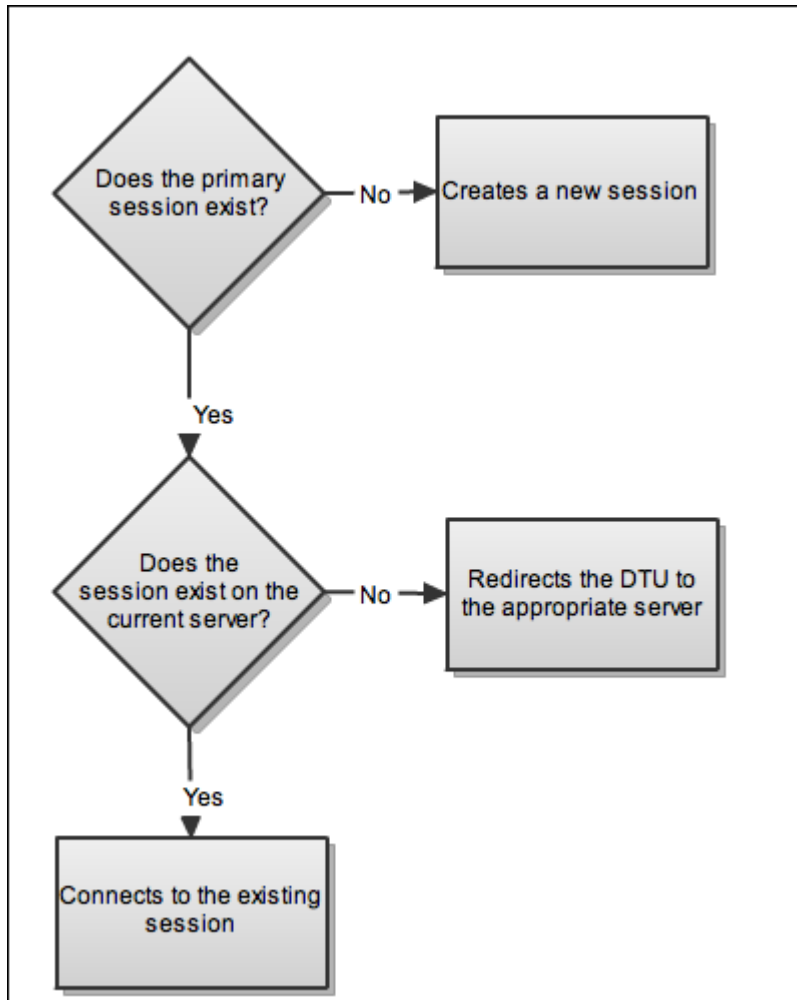 Does the primary
session exist?
No
Creates a new session
Yes
Does the
session exist on the
current server?
No
Redirects the DTU to
the appropriate server
Yes
Connects to the existing
session